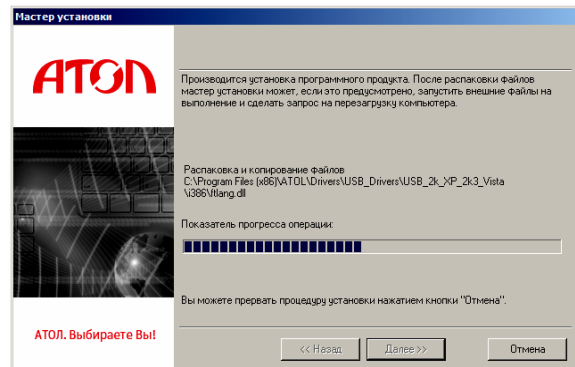 Мастер установки
АТОЛ
Производится установка программного продукта. После распаковки файлов
мастер установки может, если это предусмотрено, запустить внешние файлы на
выполнение и сделать запрос на перезагрузку компьютера.
Распаковка и копирование файлов
C:\Program Files (x86)\ATOL\Drivers\USB_Drivers\USB_2k_XP_2k3_Vista
\i386\ftlang.dll
Показатель прогресса операции:
Вы можете прервать процедуру установки нажатием кнопки "Отмена".
АТОЛ. Выбираете Вы!
<< Назад
Далее >>
Отмена